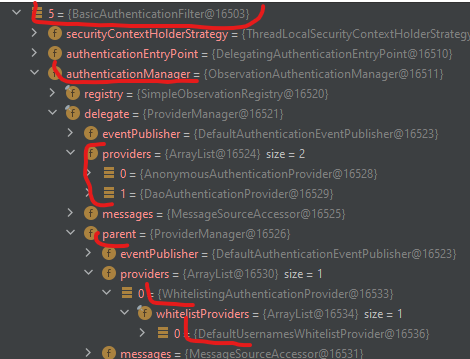 5 = {BasicAuthenticationFilter@16503}
f securityContextHolderStrategy = {ThreadLocalSecurityContextHolderStrategy
f authenticationEntryPoint = {DelegatingAuthenticationEntryPoint@16510}
f authenticationManager = {ObservationAuthenticationManager@16511}
f registry = {SimpleObservationRegistry@16520}
f delegate = {ProviderManager@16521}
f eventPublisher = {DefaultAuthenticationEventPublisher@16523}
f providers = {ArrayList@16524} size = 2
0 = {AnonymousAuthenticationProvider@16528}
1 = {DaoAuthenticationProvider@16529}
f messages = {MessageSourceAccessor@16525}
f parent = {ProviderManager@16526}
f eventPublisher = {DefaultAuthenticationEventPublisher@16523}
f providers = {ArrayList@16530} size = 1
0 = {WhitelistingAuthenticationProvider@16533}
f whitelistProviders = {ArrayList@16534} size = 1
0 = {DefaultUsernamesWhitelistProvider@16536}
f messages = {MessageSourceAccessor@16531}